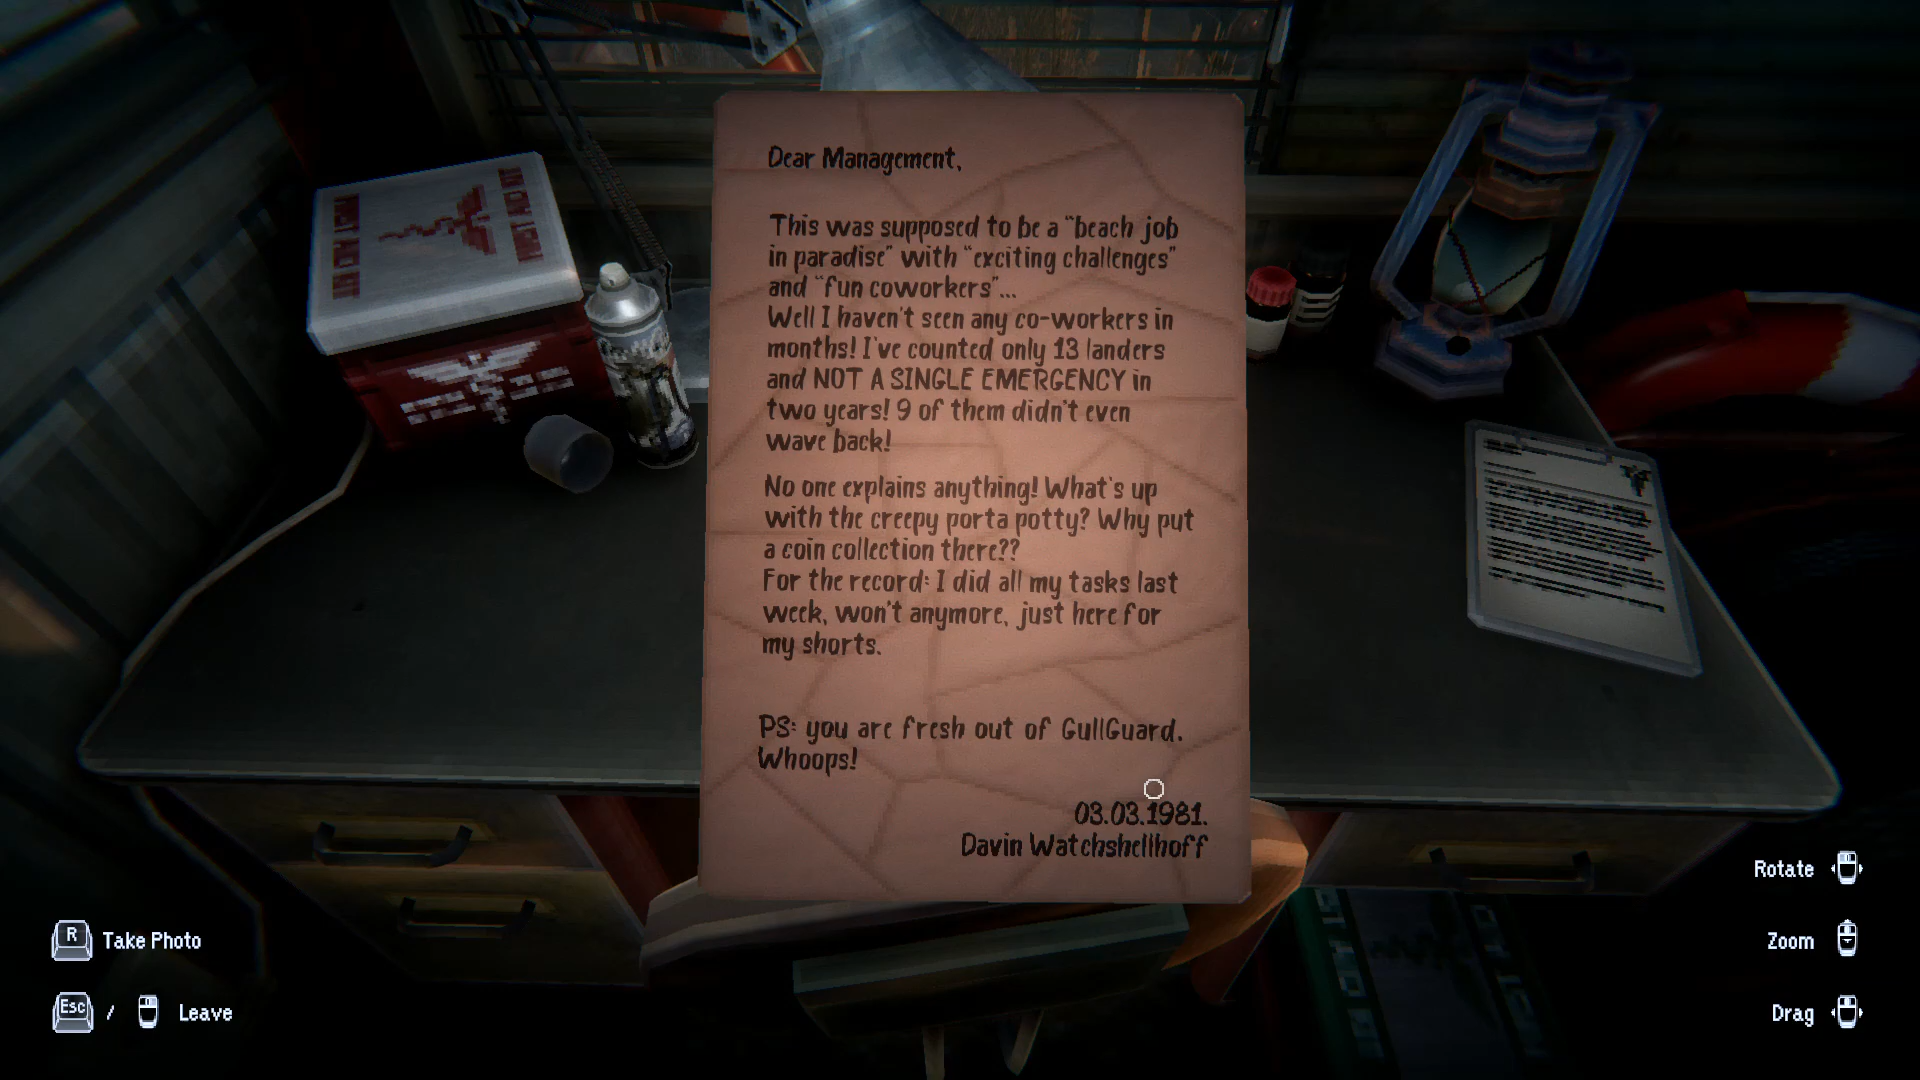 Dear Management,
This was supposed to be a "beach job
in paradise" with "exciting challenges"
and "fun coworkers"...
Well I haven't seen any co-workers in
months! I've counted only 13 landers
and NOT A SINGLE EMERGENCY in
two years! 9 of them didn't even
wave back!
No one explains anything! What's up
with the creepy porta potty? Why put
a coin collection there??
For the record: I did all my tasks last
week, won't anymore, just here for
my shorts.
PS: you are fresh out of GullGuard.
Whoops!
03.03.1981.
Davin Watchshellhoff
R Take Photo
Esc / Leave
Rotate
Zoom
Drag